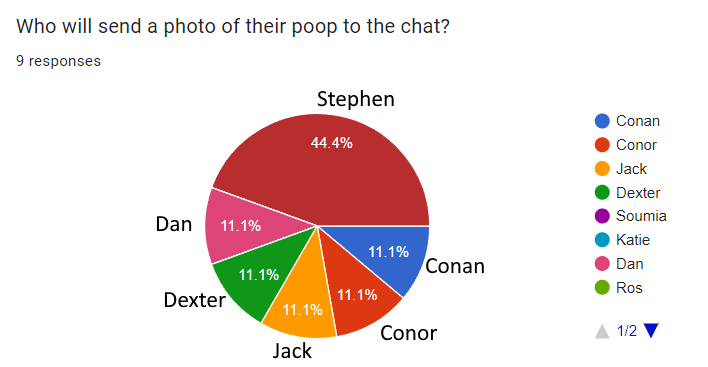 Who will send a photo of their poop to the chat?
9 responses
Stephen
44.4%
Dan
11.1%
11.1%
Conan
11.1%
Dexter
11.1%
11.1%
Conor
Jack
Conan
Conor
Jack
Dexter
Soumia
Katie
Dan
Ros
1/2